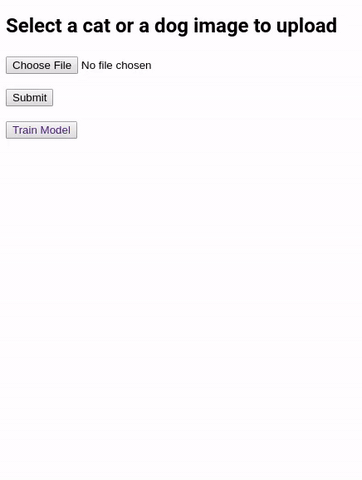 Select a cat or a dog image to upload
Choose File No file chosen
Submit
Train Model